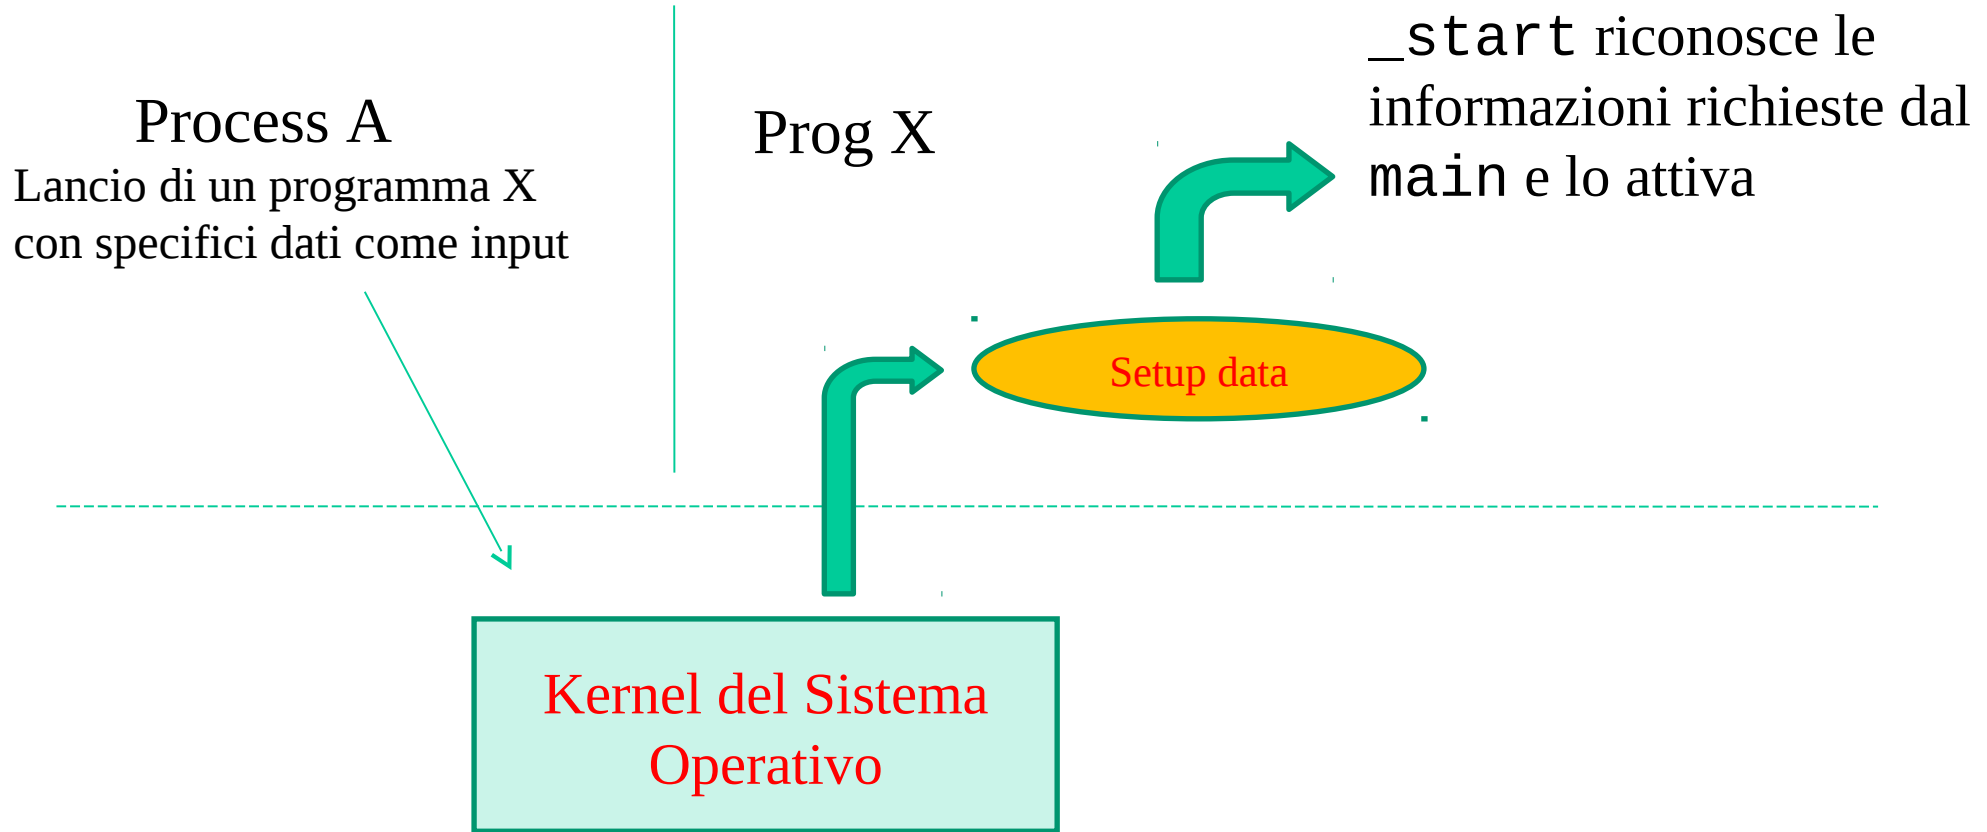 Process A
Lancio di un programma X
con specifici dati come input
Prog X
_start riconosce le
informazioni richieste dal
main e lo attiva
Setup data
Kernel del Sistema
Operativo